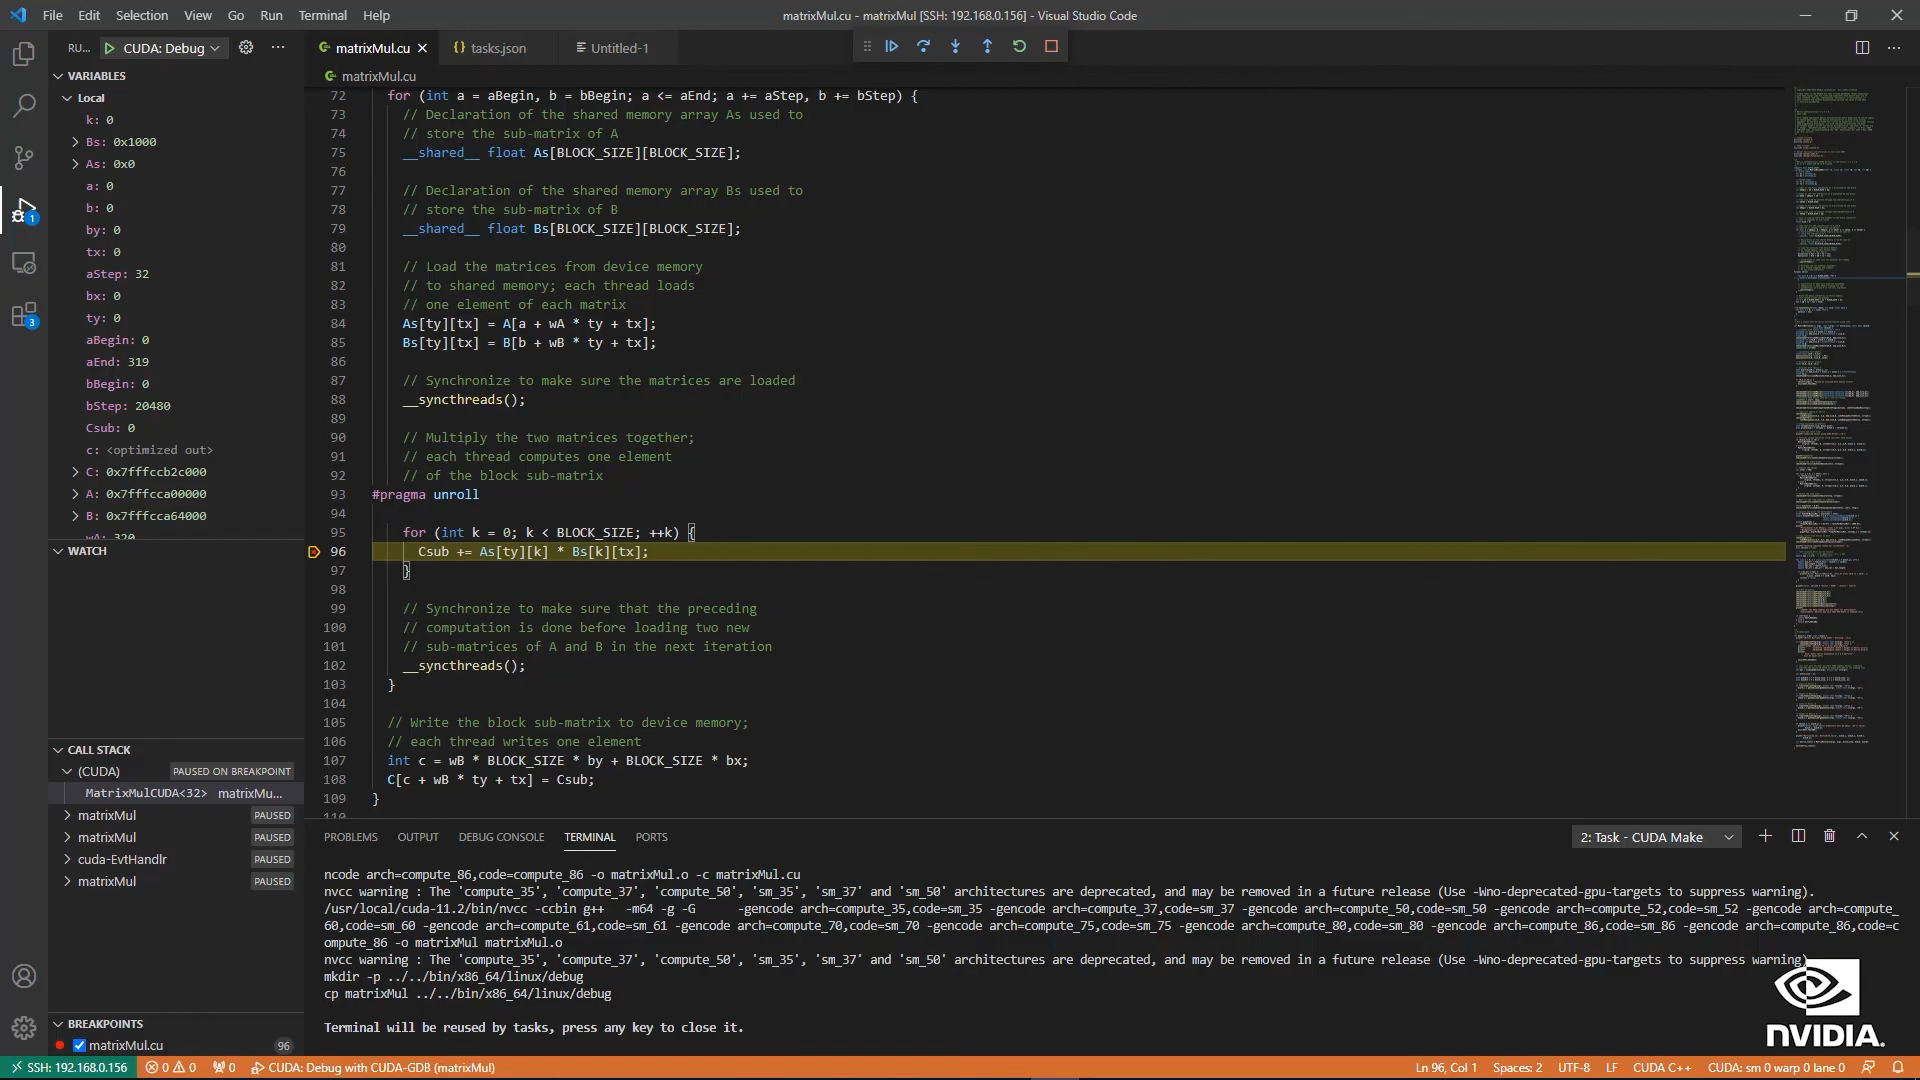 File Edit Selection View Go Run Terminal Help
matrixMul.cu - matrixMul [SSH: 192.168.0.156] - Visual Studio Code
RU... CUDA: Debug
matrixMul.cu
tasks.json
Untitled-1
matrixMul.cu
VARIABLES
Local
k: 0
Bs: 0x1000
As: 0x0
a: 0
b: 0
by: 0
tx: 0
aStep: 32
bx: 0
ty: 0
aBegin: 0
aEnd: 319
bBegin: 0
bStep: 20480
Csub: 0
c: <optimized out>
C: 0x7fffccb2c000
A: 0x7fffcca00000
B: 0x7fffcca64000
wA: 320
WATCH
CALL STACK
(CUDA) PAUSED ON BREAKPOINT
MatrixMulCUDA<32> matrixMu...
matrixMul PAUSED
matrixMul PAUSED
cuda-EvtHandlr PAUSED
matrixMul PAUSED
BREAKPOINTS
matrixMul.cu 96
1
3
72 for (int a = aBegin, b = bBegin; a <= aEnd; a += aStep, b += bStep) {
73 // Declaration of the shared memory array As used to
74 // store the sub-matrix of A
75 __shared__ float As[BLOCK_SIZE][BLOCK_SIZE];
76
77 // Declaration of the shared memory array Bs used to
78 // store the sub-matrix of B
79 __shared__ float Bs[BLOCK_SIZE][BLOCK_SIZE];
80
81 // Load the matrices from device memory
82 // to shared memory; each thread loads
83 // one element of each matrix
84 As[ty][tx] = A[a + wA * ty + tx];
85 Bs[ty][tx] = B[b + wB * ty + tx];
86
87 // Synchronize to make sure the matrices are loaded
88 __syncthreads();
89
90 // Multiply the two matrices together;
91 // each thread computes one element
92 // of the block sub-matrix
93 #pragma unroll
94
95 for (int k = 0; k < BLOCK_SIZE; ++k) {
96 Csub += As[ty][k] * Bs[k][tx];
97 }
98
99 // Synchronize to make sure that the preceding
100 // computation is done before loading two new
101 // sub-matrices of A and B in the next iteration
102 __syncthreads();
103 }
104
105 // Write the block sub-matrix to device memory;
106 // each thread writes one element
107 int c = wB * BLOCK_SIZE * by + BLOCK_SIZE * bx;
108 C[c + wB * ty + tx] = Csub;
109 }
110
PROBLEMS OUTPUT DEBUG CONSOLE TERMINAL PORTS
2: Task - CUDA Make
ncode arch=compute_86,code=compute_86 -o matrixMul.o -c matrixMul.cu
nvcc warning : The 'compute_35', 'compute_37', 'compute_50', 'sm_35', 'sm_37' and 'sm_50' architectures are deprecated, and may be removed in a future release (Use -Wno-deprecated-gpu-targets to suppress warning).
/usr/local/cuda-11.2/bin/nvcc -ccbin g++ -m64 -g -G -gencode arch=compute_35,code=sm_35 -gencode arch=compute_37,code=sm_37 -gencode arch=compute_50,code=sm_50 -gencode arch=compute_52,code=sm_52 -gencode arch=compute_
60,code=sm_60 -gencode arch=compute_61,code=sm_61 -gencode arch=compute_70,code=sm_70 -gencode arch=compute_75,code=sm_75 -gencode arch=compute_80,code=sm_80 -gencode arch=compute_86,code=sm_86 -gencode arch=compute_86,code=c
ompute_86 -o matrixMul matrixMul.o
nvcc warning : The 'compute_35', 'compute_37', 'compute_50', 'sm_35', 'sm_37' and 'sm_50' architectures are deprecated, and may be removed in a future release (Use -Wno-deprecated-gpu-targets to suppress warning)
mkdir -p ../../bin/x86_64/linux/debug
cp matrixMul ../../bin/x86_64/linux/debug
Terminal will be reused by tasks, press any key to close it.
NVIDIA.
SSH: 192.168.0.156 0 0 0 CUDA: Debug with CUDA-GDB (matrixMul) Ln 96, Col 1 Spaces: 2 UTF-8 LF CUDA C++ CUDA: sm 0 warp 0 lane 0